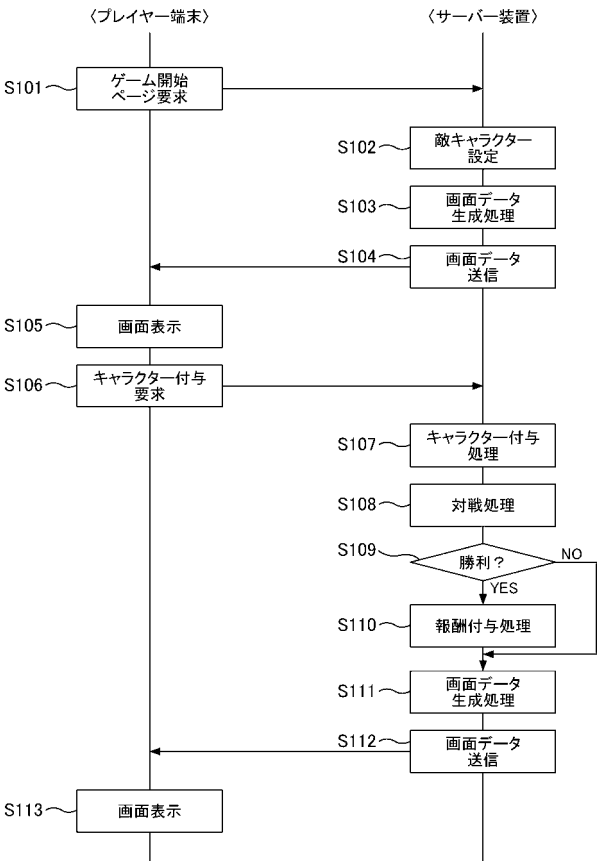 〈プレイヤー端末〉
〈サーバー装置〉
S101
ゲーム開始
ページ要求
S102
敵キャラクター
設定
S103
画面データ
生成処理
S104
画面データ
送信
S105
画面表示
S106
キャラクター付与
要求
S107
キャラクター付与
処理
S108
対戦処理
S109
勝利？
NO
YES
S110
報酬付与処理
S111
画面データ
生成処理
S112
画面データ
送信
S113
画面表示